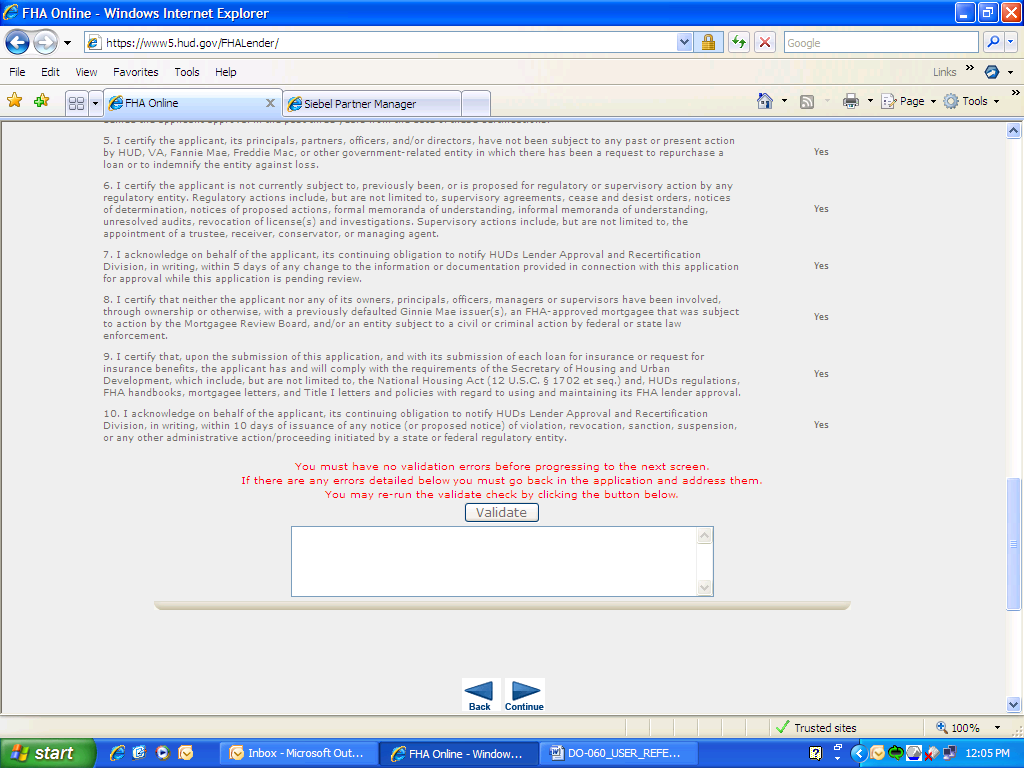 FHA Online - Windows Internet Explorer
https://www5.hud.gov/FHALender/
Google
File Edit View Favorites Tools Help
Links »
FHA Online X
Siebel Partner Manager
Page Tools »
5. I certify the applicant, its principals, partners, officers, and/or directors, have not been subject to any past or present action
by HUD, VA, Fannie Mae, Freddie Mac, or other government-related entity in which there has been a request to repurchase a
loan or to indemnify the entity against loss.
Yes
6. I certify the applicant is not currently subject to, previously been, or is proposed for regulatory or supervisory action by any
regulatory entity. Regulatory actions include, but are not limited to, supervisory agreements, cease and desist orders, notices
of determination, notices of proposed actions, formal memoranda of understanding, informal memoranda of understanding,
unresolved audits, revocation of license(s) and investigations. Supervisory actions include, but are not limited to, the
appointment of a trustee, receiver, conservator, or managing agent.
Yes
7. I acknowledge on behalf of the applicant, its continuing obligation to notify HUDs Lender Approval and Recertification
Division, in writing, within 5 days of any change to the information or documentation provided in connection with this application
for approval while this application is pending review.
Yes
8. I certify that neither the applicant nor any of its owners, principals, officers, managers or supervisors have been involved,
through ownership or otherwise, with a previously defaulted Ginnie Mae issuer(s), an FHA-approved mortgagee that was subject
to action by the Mortgagee Review Board, and/or an entity subject to a civil or criminal action by federal or state law
enforcement.
Yes
9. I certify that, upon the submission of this application, and with its submission of each loan for insurance or request for
insurance benefits, the applicant has and will comply with the requirements of the Secretary of Housing and Urban
Development, which include, but are not limited to, the National Housing Act (12 U.S.C. § 1702 et seq.) and, HUDs regulations,
FHA handbooks, mortgagee letters, and Title I letters and policies with regard to using and maintaining its FHA lender approval.
Yes
10. I acknowledge on behalf of the applicant, its continuing obligation to notify HUDs Lender Approval and Recertification
Division, in writing, within 10 days of issuance of any notice (or proposed notice) of violation, revocation, sanction, suspension,
or any other administrative action/proceeding initiated by a state or federal regulatory entity.
Yes
You must have no validation errors before progressing to the next screen.
If there are any errors detailed below you must go back in the application and address them.
You may re-run the validate check by clicking the button below.
Validate
Back Continue
Trusted sites
100%
start
Inbox - Microsoft Out...
FHA Online - Window...
DO-060_USER_REFE...
12:05 PM